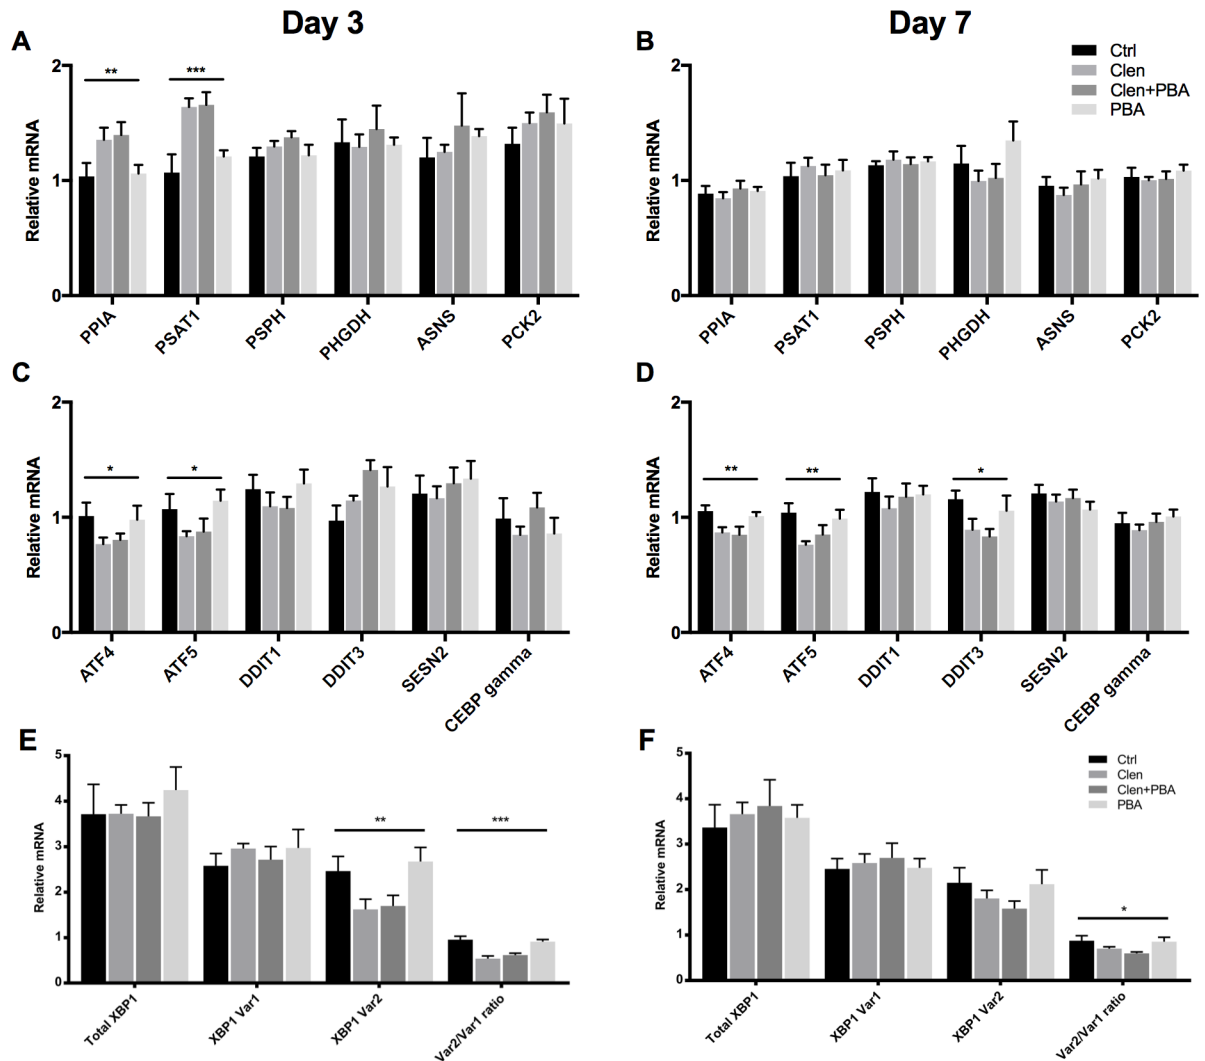 Day 3
Day 7
A
Relative mRNA
2
1
0
**
***
PPIA
PSAT1
PSPH
PHGDH
ASNS
PCK2
B
Relative mRNA
2
1
0
PPIA
PSAT1
PSPH
PHGDH
ASNS
PCK2
Ctrl
Clen
Clen+PBA
PBA
C
Relative mRNA
2
1
0
*
*
ATF4
ATF5
DDIT1
DDIT3
SESN2
CEBP gamma
D
Relative mRNA
2
1
0
**
**
*
ATF4
ATF5
DDIT1
DDIT3
SESN2
CEBP gamma
E
Relative mRNA
5
4
3
2
1
0
**
***
Total XBP1
XBP1 Var1
XBP1 Var2
Var2/Var1 ratio
F
Relative mRNA
5
4
3
2
1
0
*
Total XBP1
XBP1 Var1
XBP1 Var2
Var2/Var1 ratio
Ctrl
Clen
Clen+PBA
PBA